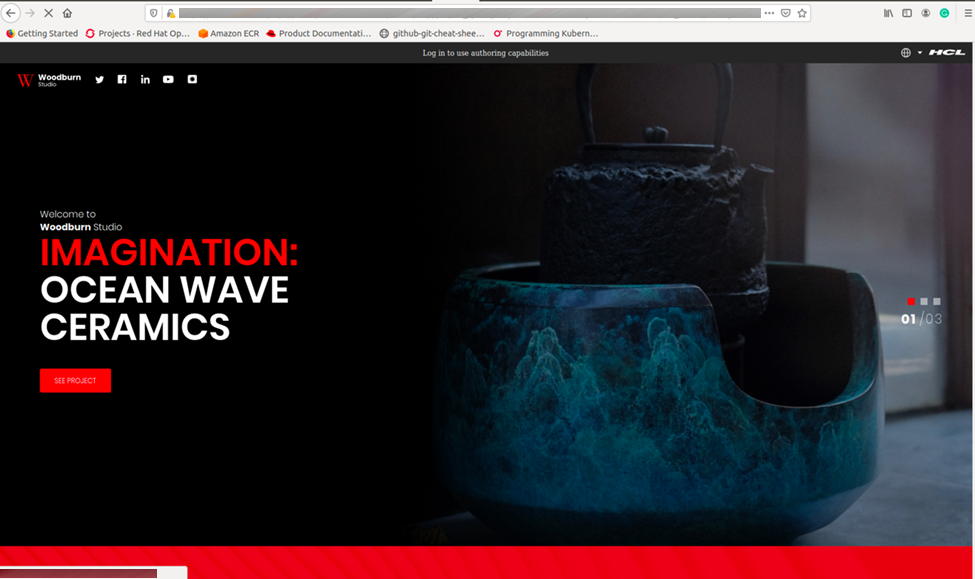 Getting Started Projects · Red Hat Op... Amazon ECR Product Documentati... github-git-cheat-shee... Programming Kubern...
Log in to use authoring capabilities
HCL
W Woodburn
Studio
Welcome to
Woodburn Studio
IMAGINATION:
OCEAN WAVE
CERAMICS
SEE PROJECT
01 /03